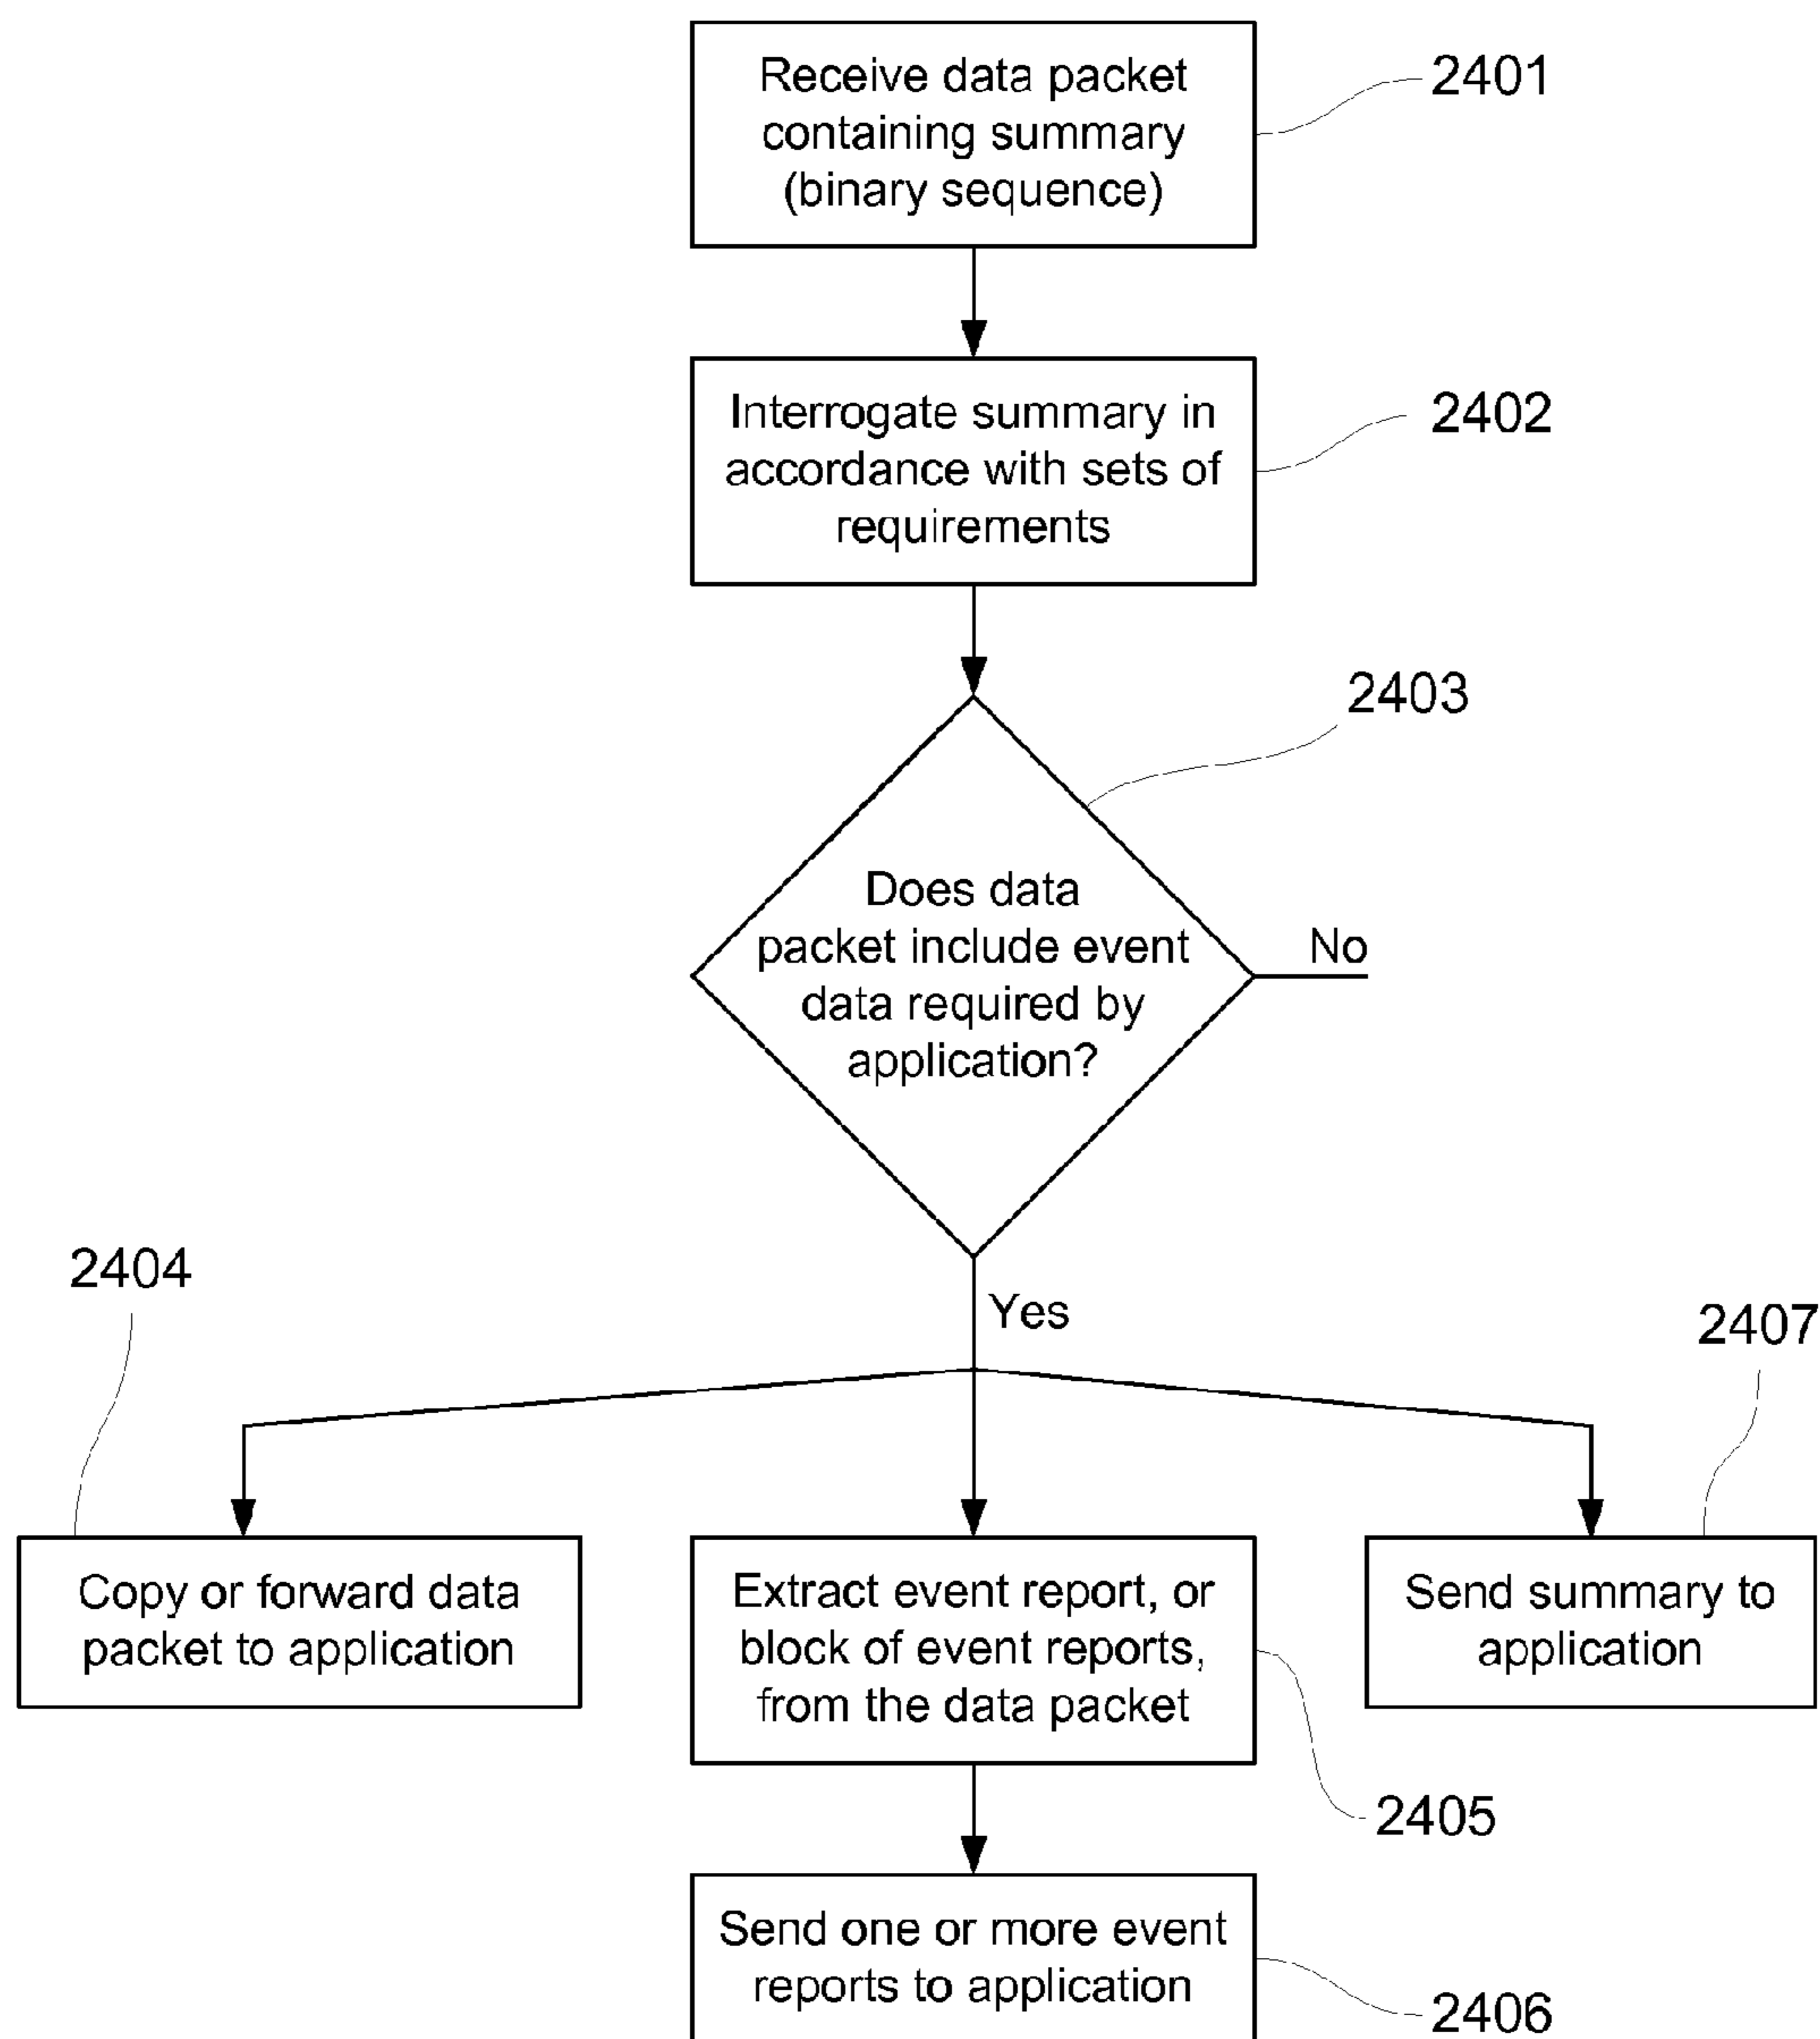 Receive data packet
containing summary
(binary sequence)
2401
Interrogate summary in
accordance with sets of
requirements
2402
2403
Does data
packet include event
data required by
application?
No
Yes
2404
2407
Copy or forward data
packet to application
Extract event report, or
block of event reports,
from the data packet
Send summary to
application
2405
Send one or more event
reports to application
2406